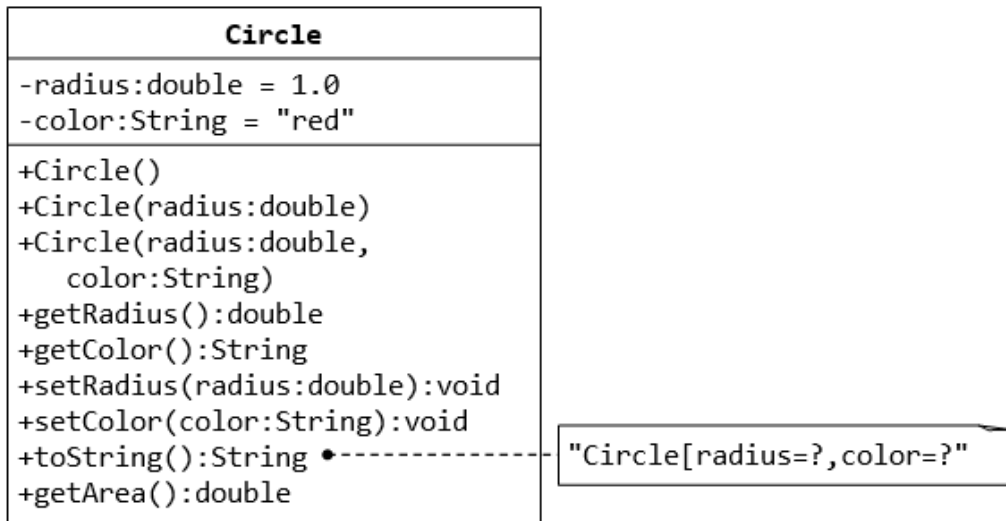 Circle
-radius:double = 1.0
-color:String = "red"
+Circle()
+Circle(radius:double)
+Circle(radius:double,
color:String)
+getRadius():double
+getColor():String
+setRadius(radius:double):void
+setColor(color:String):void
+toString():String
"Circle[radius=?,color=?"
+getArea():double